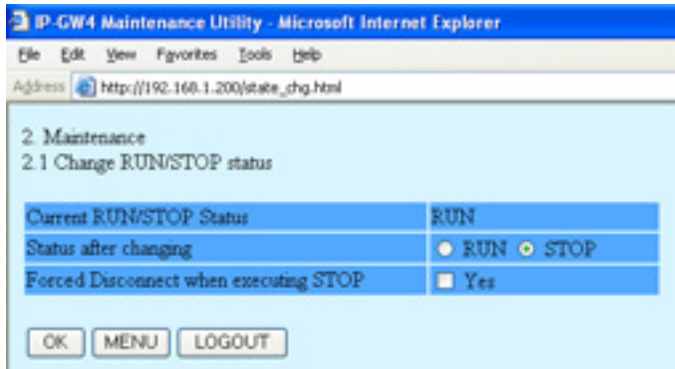 IP-GW4 Maintenance Utility - Microsoft Internet Explorer
File Edit View Favorites Tools Help
Address http://192.168.1.200/state_chg.html
2. Maintenance
2.1 Change RUN/STOP status
Current RUN/STOP Status RUN
Status after changing RUN STOP
Forced Disconnect when executing STOP Yes
OK MENU LOGOUT